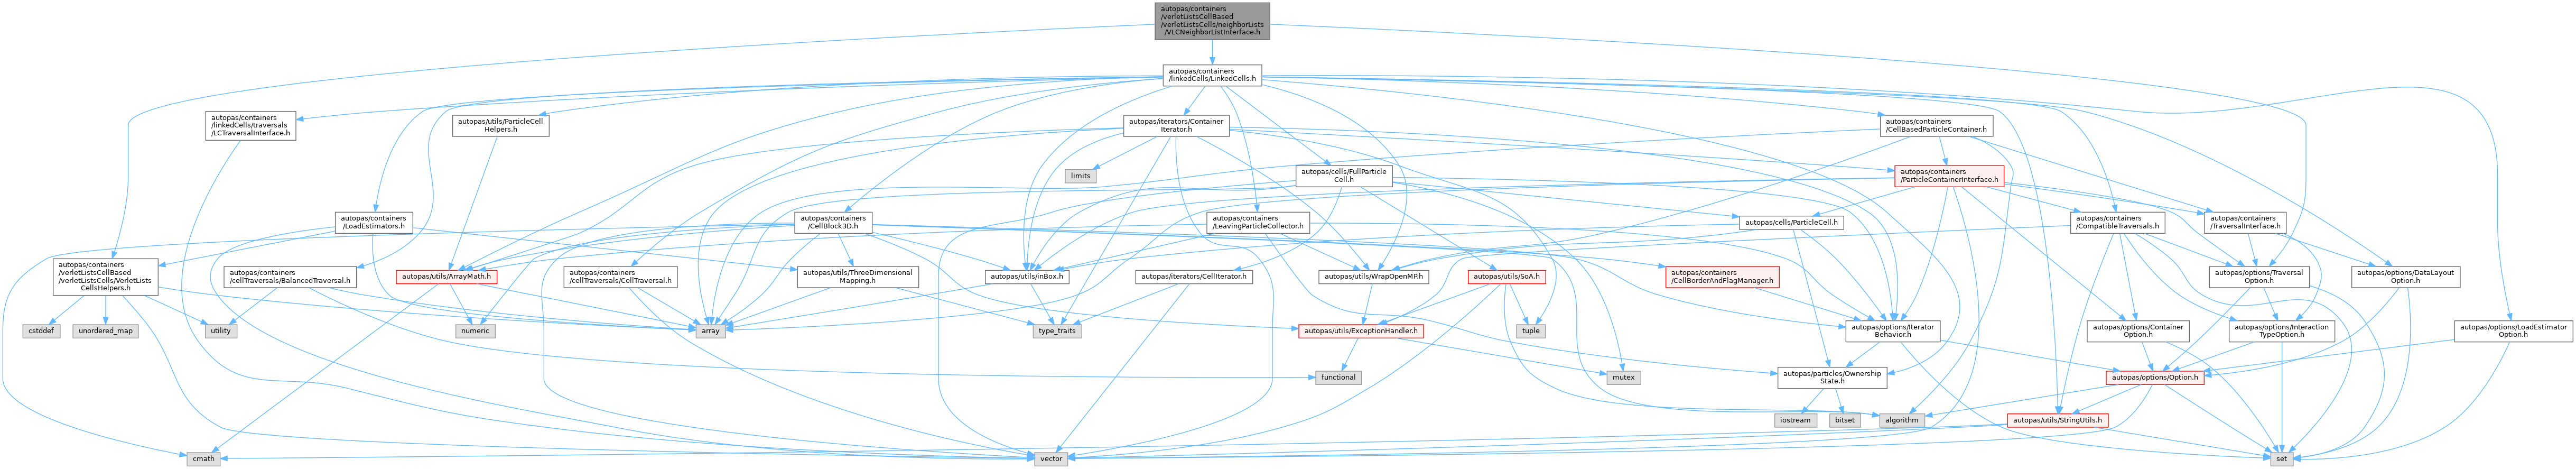 autopas/containers
/verletListsCellBased
/verletListsCells/neighborLists
/VLCNeighborListInterface.h
autopas/containers
/linkedCells/LinkedCells.h
autopas/containers
/linkedCells/traversals
/LCTraversalInterface.h
autopas/utils/ParticleCell
Helpers.h
autopas/iterators/Container
Iterator.h
autopas/containers
/CellBasedParticleContainer.h
limits
autopas/cells/FullParticle
Cell.h
autopas/containers
/ParticleContainerInterface.h
autopas/containers
/LoadEstimators.h
autopas/containers
/CellBlock3D.h
autopas/containers
/LeavingParticleCollector.h
autopas/cells/ParticleCell.h
autopas/containers
/CompatibleTraversals.h
autopas/containers
/TraversalInterface.h
autopas/containers
/verletListsCellBased
/verletListsCells/VerletLists
CellsHelpers.h
autopas/containers
/cellTraversals/BalancedTraversal.h
autopas/utils/ArrayMath.h
autopas/containers
/cellTraversals/CellTraversal.h
autopas/utils/ThreeDimensional
Mapping.h
autopas/utils/inBox.h
autopas/iterators/CellIterator.h
autopas/utils/WrapOpenMP.h
autopas/utils/SoA.h
autopas/containers
/CellBorderAndFlagManager.h
autopas/options/Traversal
Option.h
autopas/options/DataLayout
Option.h
cstddef
unordered_map
utility
numeric
array
type_traits
autopas/utils/ExceptionHandler.h
tuple
autopas/options/Iterator
Behavior.h
autopas/options/Container
Option.h
autopas/options/Interaction
TypeOption.h
autopas/options/LoadEstimator
Option.h
functional
mutex
autopas/particles/Ownership
State.h
autopas/options/Option.h
iostream
bitset
algorithm
autopas/utils/StringUtils.h
cmath
vector
set